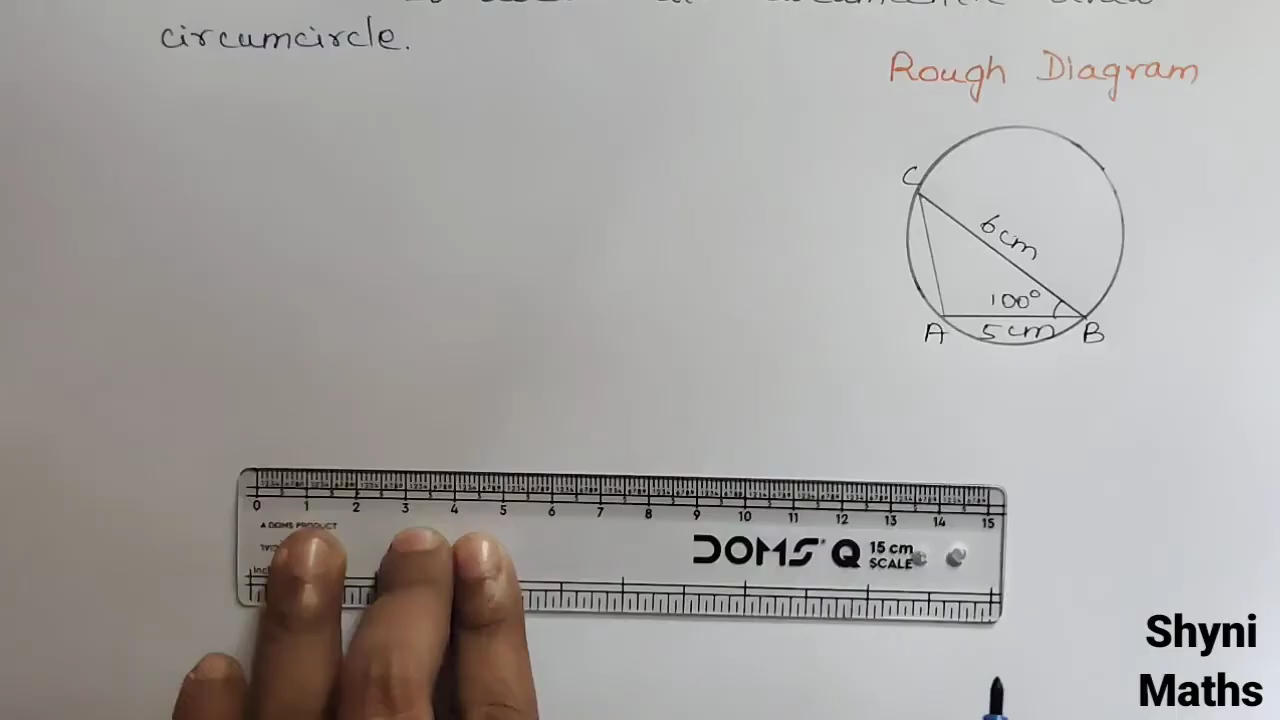 circumcircle.
Rough Diagram
C
6cm
100°
A 5cm B
0 1 2 3 4 5 6 7 8 9 10 11 12 13 14 15
A DOMS PRODUCT
DOMS Q 15 cm SCALE
Shyni
Maths